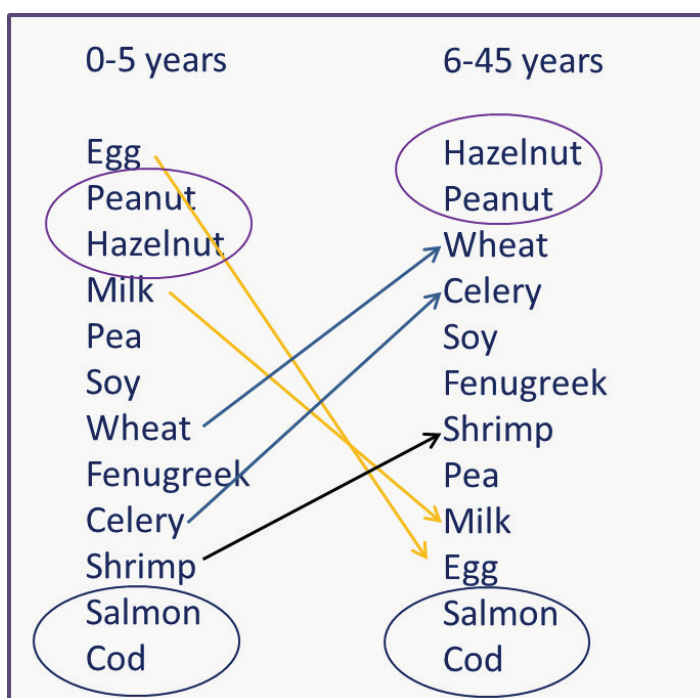 0-5 years
Egg
Peanut
Hazelnut
Milk
Pea
Soy
Wheat
Fenugreek
Celery
Shrimp
Salmon
Cod
6-45 years
Hazelnut
Peanut
Wheat
Celery
Soy
Fenugreek
Shrimp
Pea
Milk
Egg
Salmon
Cod